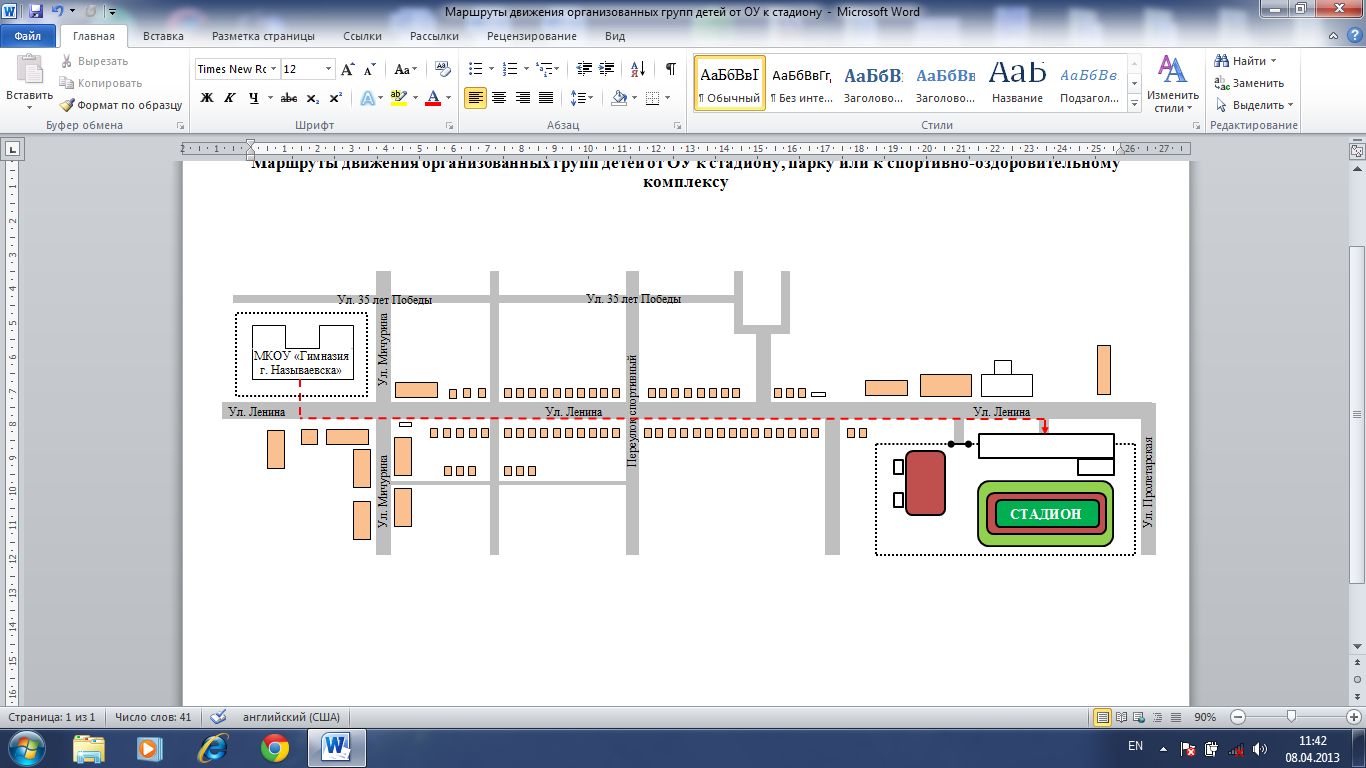 Маршруты движения организованных групп детей от ОУ к стадиону - Microsoft Word
Файл
Главная
Вставка
Разметка страницы
Ссылки
Рассылки
Рецензирование
Вид
Вставить
Вырезать
Копировать
Формат по образцу
Буфер обмена
Times New Rc
12
Шрифт
Абзац
АаБбВвІ
¶ Обычный
АаБбВвГг,
¶ Без инте...
АаБбВ:
Заголово...
АаБбВв
Заголово...
АаБ
Название
АаБбВв.
Подзагол...
Стили
Изменить
стили
Найти
Заменить
Выделить
Редактирование
Маршруты движения организованных групп детей от ОУ к стадиону, парку или к спортивно-оздоровительному
комплексу
Ул. 35 лет Победы
Ул. 35 лет Победы
Ул. Мичурина
МКОУ «Гимназия
г. Называевска»
Ул. Ленина
Ул. Ленина
Ул. Ленина
Переулок спортивный
Ул. Мичурина
Ул. Пролетарская
СТАДИОН
Страница: 1 из 1
Число слов: 41
английский (США)
90%
EN
11:42
08.04.2013